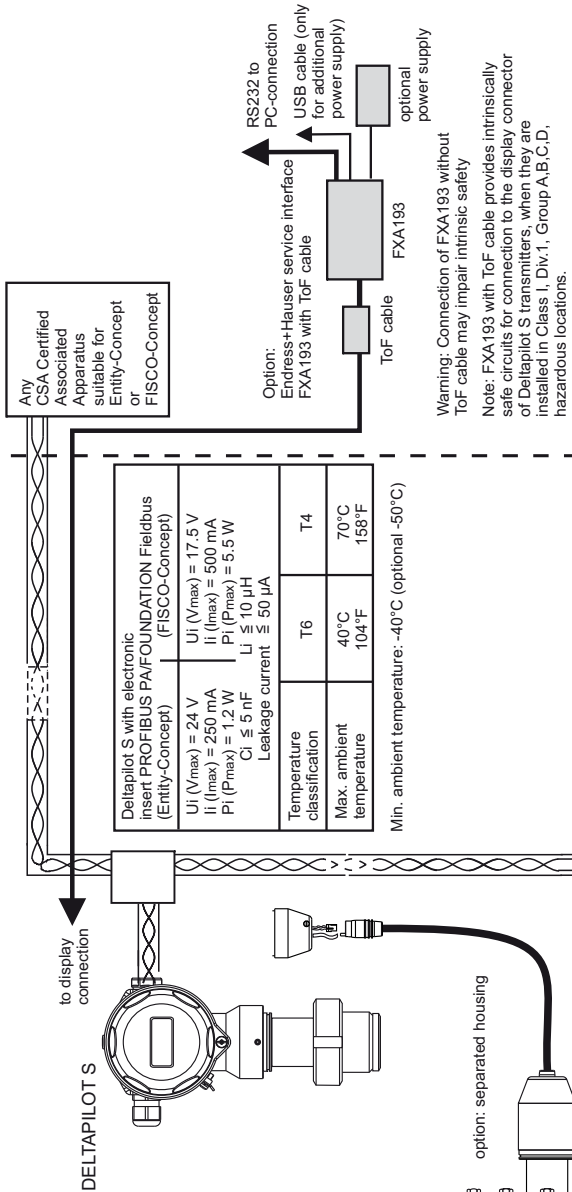 DELTAPILOT S
to display
connection
Any
CSA Certified
Associated
Apparatus
suitable for
Entity-Concept
or
FISCO-Concept
Deltapilot S with electronic
insert PROFIBUS PA/FOUNDATION Fieldbus
(Entity-Concept) (FISCO-Concept)
Ui (Vmax) = 24 V Ui (Vmax) = 17.5 V
Ii (Imax) = 250 mA Ii (Imax) = 500 mA
Pi (Pmax) = 1.2 W Pi (Pmax) = 5.5 W
Ci ≦ 5 nF Li ≦ 10 µH
Leakage current ≦ 50 µA
Temperature
classification
T6 T4
Max. ambient
temperature
40°C 70°C
104°F 158°F
Min. ambient temperature: -40°C (optional -50°C)
option: separated housing
Option:
Endress+Hauser service interface
FXA193 with ToF cable
RS232 to
PC-connection
USB cable (only
for additional
power supply)
optional
power supply
FXA193
ToF cable
Warning: Connection of FXA193 without
ToF cable may impair intrinsic safety
Note: FXA193 with ToF cable provides intrinsically
safe circuits for connection to the display connector
of Deltapilot S transmitters, when they are
installed in Class I, Div.1, Group A,B,C,D,
hazardous locations.